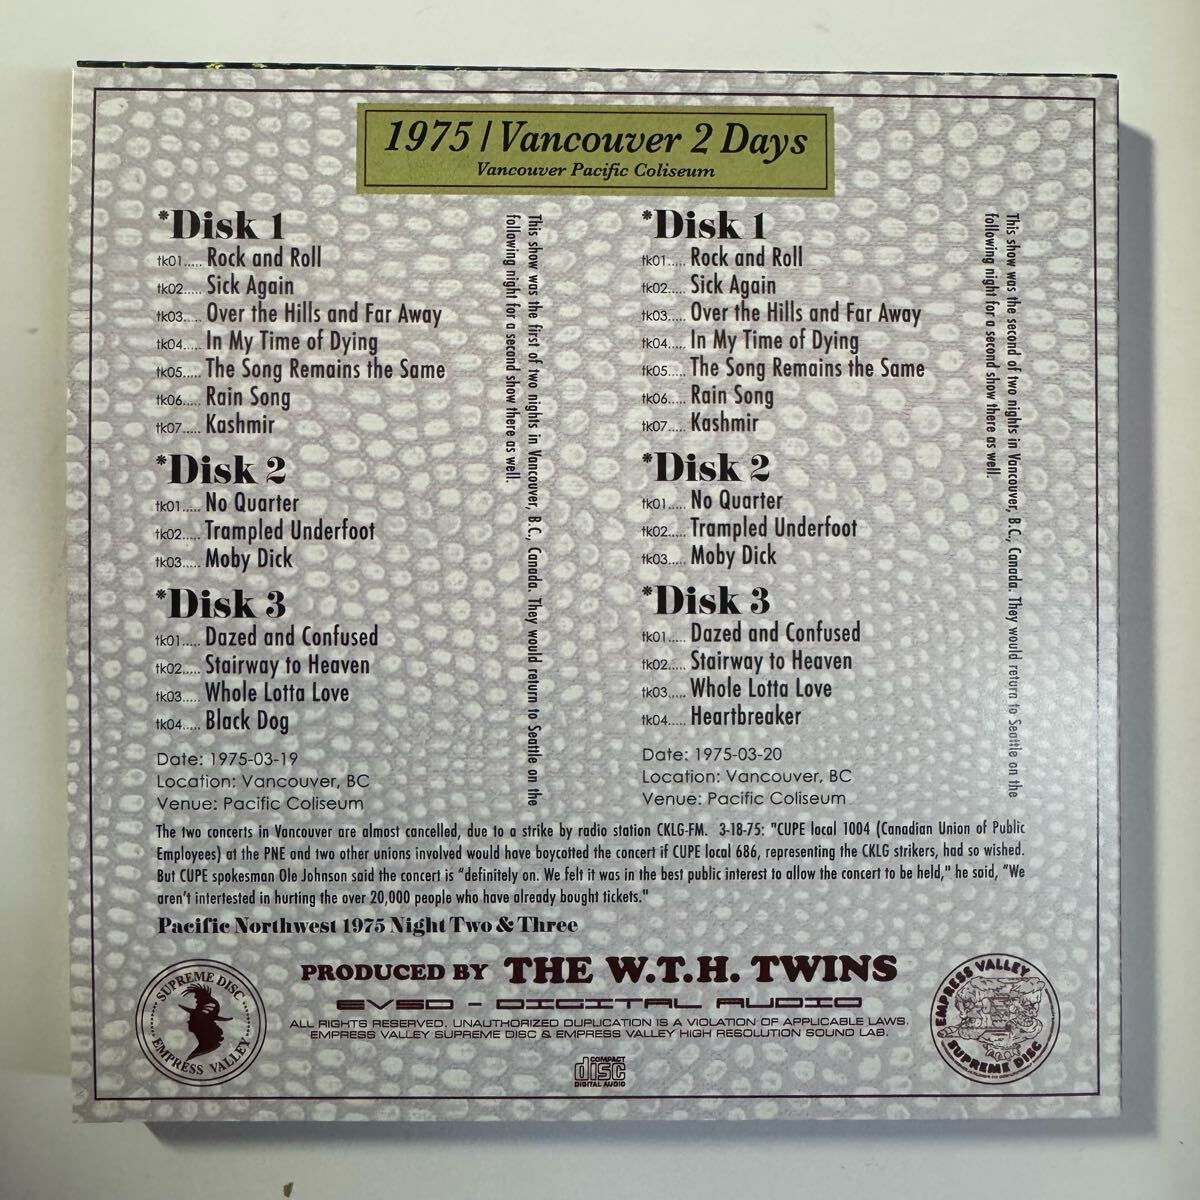 1975 / Vancouver 2 Days
Vancouver Pacific Coliseum
*Disk 1
tk01..... Rock and Roll
tk02..... Sick Again
tk03..... Over the Hills and Far Away
tk04..... In My Time of Dying
tk05..... The Song Remains the Same
tk06..... Rain Song
tk07..... Kashmir
*Disk 2
tk01..... No Quarter
tk02..... Trampled Underfoot
tk03..... Moby Dick
*Disk 3
tk01..... Dazed and Confused
tk02..... Stairway to Heaven
tk03..... Whole Lotta Love
tk04..... Black Dog
Date: 1975-03-19
Location: Vancouver, BC
Venue: Pacific Coliseum
This show was the first of two nights in Vancouver, B.C., Canada. They would return to Seattle on the
following night for a second show there as well.
*Disk 1
tk01..... Rock and Roll
tk02..... Sick Again
tk03..... Over the Hills and Far Away
tk04..... In My Time of Dying
tk05..... The Song Remains the Same
tk06..... Rain Song
tk07..... Kashmir
*Disk 2
tk01..... No Quarter
tk02..... Trampled Underfoot
tk03..... Moby Dick
*Disk 3
tk01..... Dazed and Confused
tk02..... Stairway to Heaven
tk03..... Whole Lotta Love
tk04..... Heartbreaker
Date: 1975-03-20
Location: Vancouver, BC
Venue: Pacific Coliseum
This show was the second of two nights in Vancouver, B.C., Canada. They would return to Seattle on the
following night for a second show there as well.
The two concerts in Vancouver are almost cancelled, due to a strike by radio station CKLG-FM. 3-18-75: "CUPE local 1004 (Canadian Union of Public
Employees) at the PNE and two other unions involved would have boycotted the concert if CUPE local 686, representing the CKLG strikers, had so wished.
But CUPE spokesman Ole Johnson said the concert is "definitely on. We felt it was in the best public interest to allow the concert to be held," he said, "We
aren't intertested in hurting the over 20,000 people who have already bought tickets."
Pacific Northwest 1975 Night Two & Three
PRODUCED BY THE W.T.H. TWINS
EVSD - DIGITAL AUDIO
ALL RIGHTS RESERVED. UNAUTHORIZED DUPLICATION IS A VIOLATION OF APPLICABLE LAWS.
EMPRESS VALLEY SUPREME DISC & EMPRESS VALLEY HIGH RESOLUTION SOUND LAB.
SUPREME DISC
EMPRESS VALLEY
EMPRESS VALLEY
SUPREME DISC
COMPACT
disc
DIGITAL AUDIO